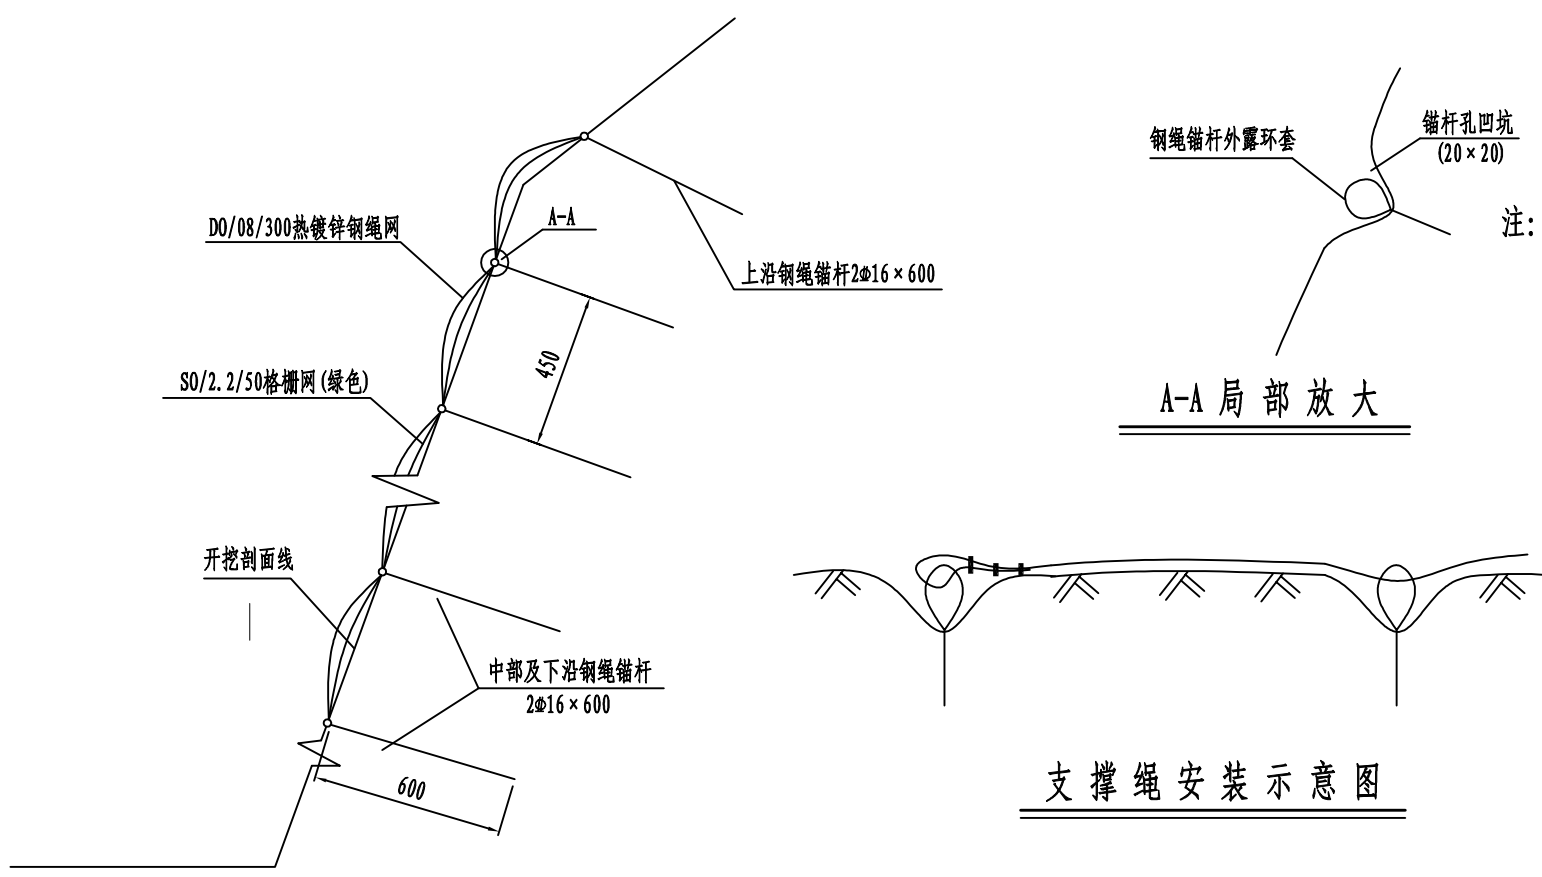 钢绳锚杆外露环套
锚杆孔凹坑
(20×20)
D0/08/300热镀锌钢绳网
A-A
注:
上沿钢绳锚杆2Φ16×600
450
S0/2.2/50格栅网(绿色)
A-A 局部放大
开挖剖面线
中部及下沿钢绳锚杆
2Φ16×600
600
支撑绳安装示意图